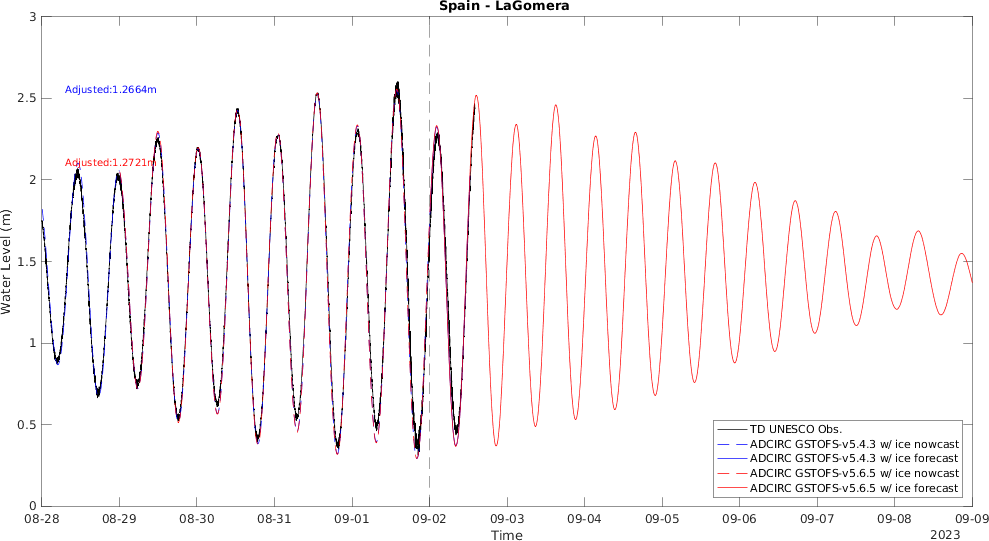 Spain - LaGomera
3
2.5
2
1.5
1
0.5
0
Water Level (m)
Adjusted:1.2664m
Adjusted:1.2721m
TD UNESCO Obs.
ADCIRC GSTOFS-v5.4.3 w/ ice nowcast
ADCIRC GSTOFS-v5.4.3 w/ ice forecast
ADCIRC GSTOFS-v5.6.5 w/ ice nowcast
ADCIRC GSTOFS-v5.6.5 w/ ice forecast
08-28 08-29 08-30 08-31 09-01 09-02 09-03 09-04 09-05 09-06 09-07 09-08 09-09
Time
2023